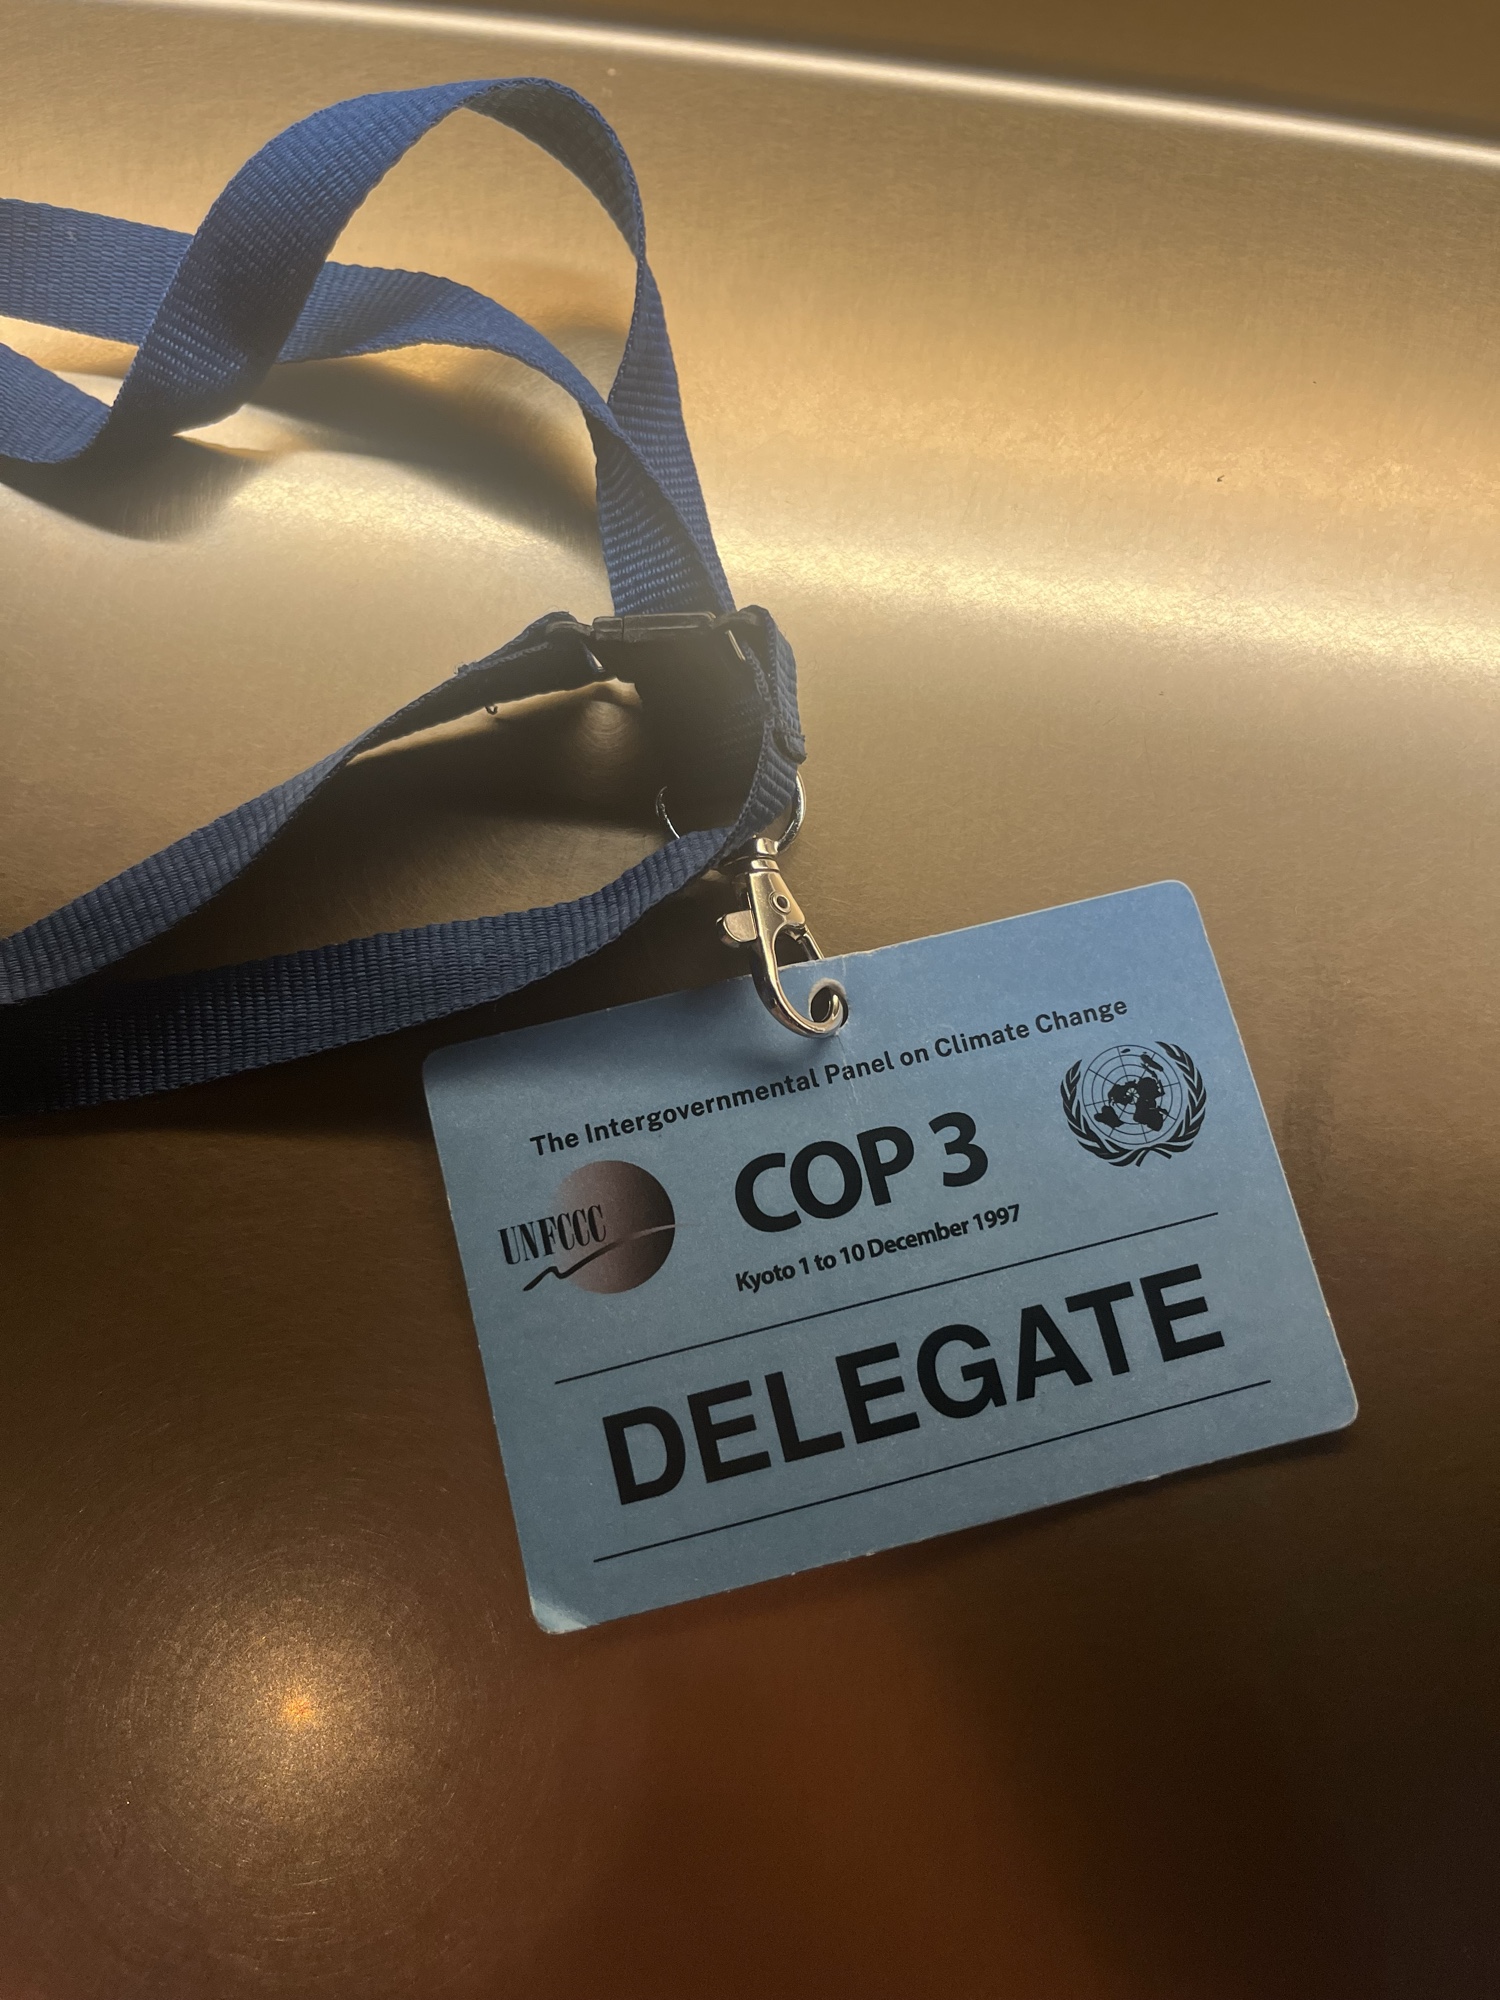 The Intergovernmental Panel on Climate Change
UNFCCC
COP 3
Kyoto 1 to 10 December 1997
DELEGATE